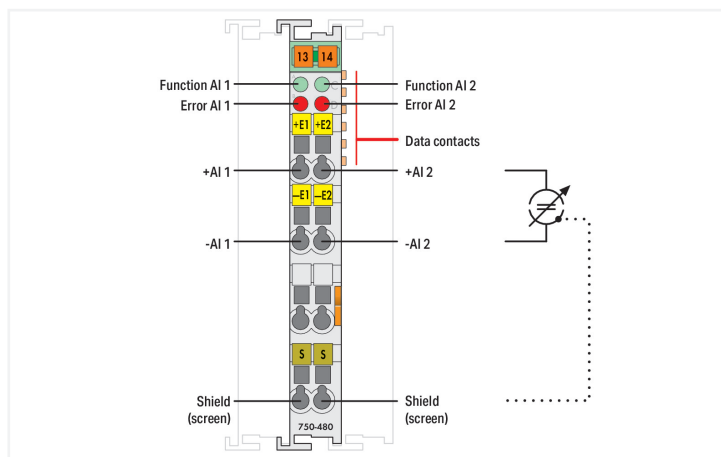 13 14
Function AI 1
Function AI 2
Error AI 1
Error AI 2
+E1 +E2
Data contacts
+AI 1
+AI 2
–E1 –E2
-AI 1
-AI 2
S S
Shield
(screen)
Shield
(screen)
750-480